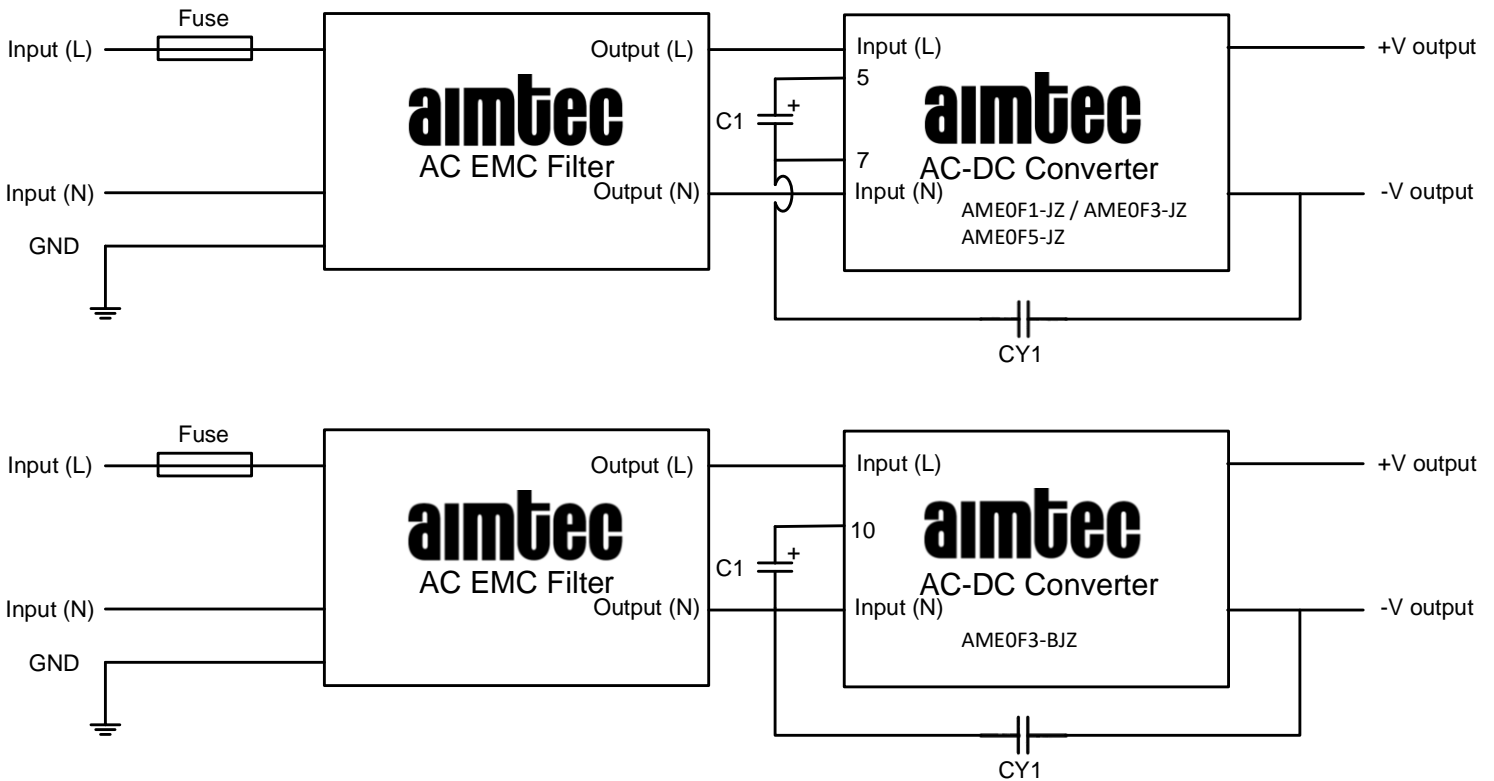 Fuse
Input (L)
Output (L)
Input (L)
+V output
5
aimtec
aimtec
C1
+
AC EMC Filter
7
AC-DC Converter
Input (N)
Output (N)
Input (N)
-V output
AME0F1-JZ / AME0F3-JZ
AME0F5-JZ
GND
CY1
Fuse
Input (L)
Output (L)
Input (L)
+V output
10
aimtec
aimtec
C1
+
AC EMC Filter
AC-DC Converter
Input (N)
Output (N)
Input (N)
-V output
AME0F3-BJZ
GND
CY1